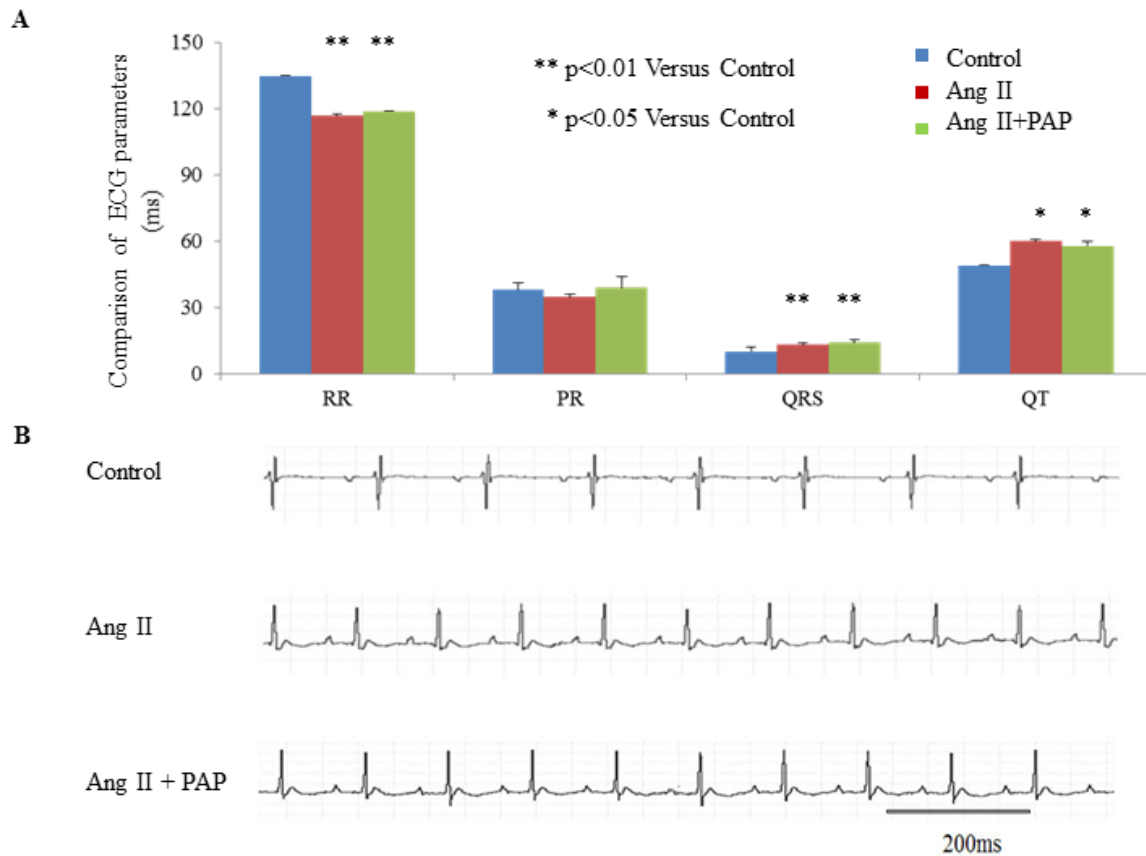 A
150
120
90
60
30
0
Comparison of ECG parameters
(ms)
** **
** p<0.01 Versus Control
* p<0.05 Versus Control
Control
Ang II
Ang II+PAP
** **
* *
RR PR QRS QT
B
Control
Ang II
Ang II + PAP
200ms